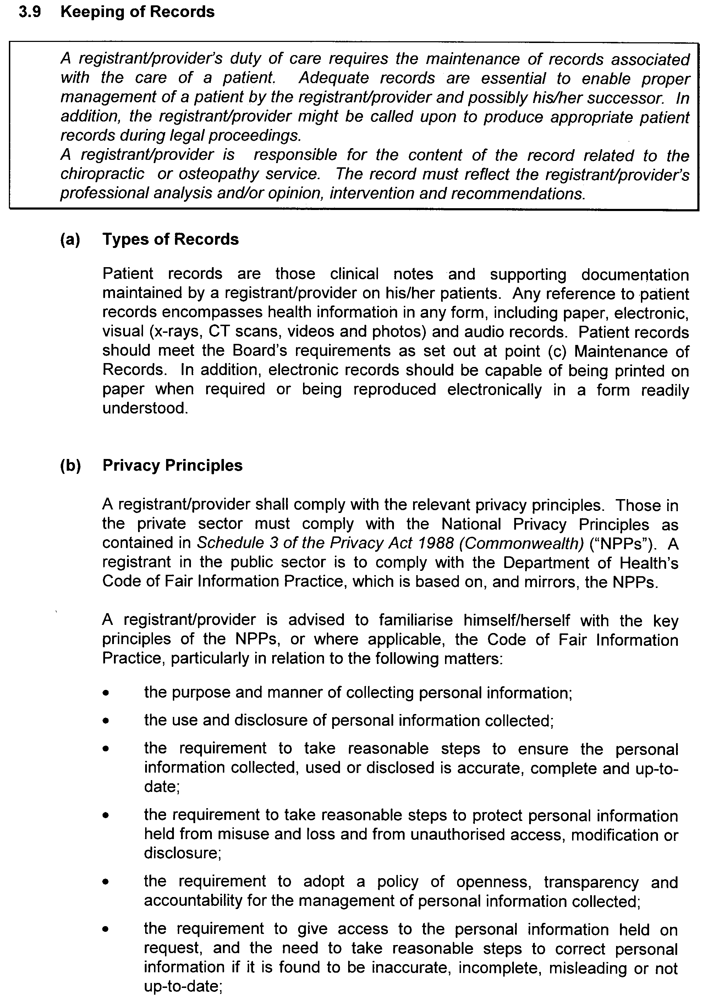 3.9 Keeping of Records
A registrant/provider's duty of care requires the maintenance of records associated
with the care of a patient. Adequate records are essential to enable proper
management of a patient by the registrant/provider and possibly his/her successor. In
addition, the registrant/provider might be called upon to produce appropriate patient
records during legal proceedings.
A registrant/provider is responsible for the content of the record related to the
chiropractic or osteopathy service. The record must reflect the registrant/provider's
professional analysis and/or opinion, intervention and recommendations.
(a) Types of Records
Patient records are those clinical notes and supporting documentation
maintained by a registrant/provider on his/her patients. Any reference to patient
records encompasses health information in any form, including paper, electronic,
visual (x-rays, CT scans, videos and photos) and audio records. Patient records
should meet the Board's requirements as set out at point (c) Maintenance of
Records. In addition, electronic records should be capable of being printed on
paper when required or being reproduced electronically in a form readily
understood.
(b) Privacy Principles
A registrant/provider shall comply with the relevant privacy principles. Those in
the private sector must comply with the National Privacy Principles as
contained in Schedule 3 of the Privacy Act 1988 (Commonwealth) (“NPPs”). A
registrant in the public sector is to comply with the Department of Health's
Code of Fair Information Practice, which is based on, and mirrors, the NPPs.
A registrant/provider is advised to familiarise himself/herself with the key
principles of the NPPs, or where applicable, the Code of Fair Information
Practice, particularly in relation to the following matters:
• the purpose and manner of collecting personal information;
• the use and disclosure of personal information collected;
• the requirement to take reasonable steps to ensure the personal
information collected, used or disclosed is accurate, complete and up-to-
date;
• the requirement to take reasonable steps to protect personal information
held from misuse and loss and from unauthorised access, modification or
disclosure;
• the requirement to adopt a policy of openness, transparency and
accountability for the management of personal information collected;
• the requirement to give access to the personal information held on
request, and the need to take reasonable steps to correct personal
information if it is found to be inaccurate, incomplete, misleading or not
up-to-date;